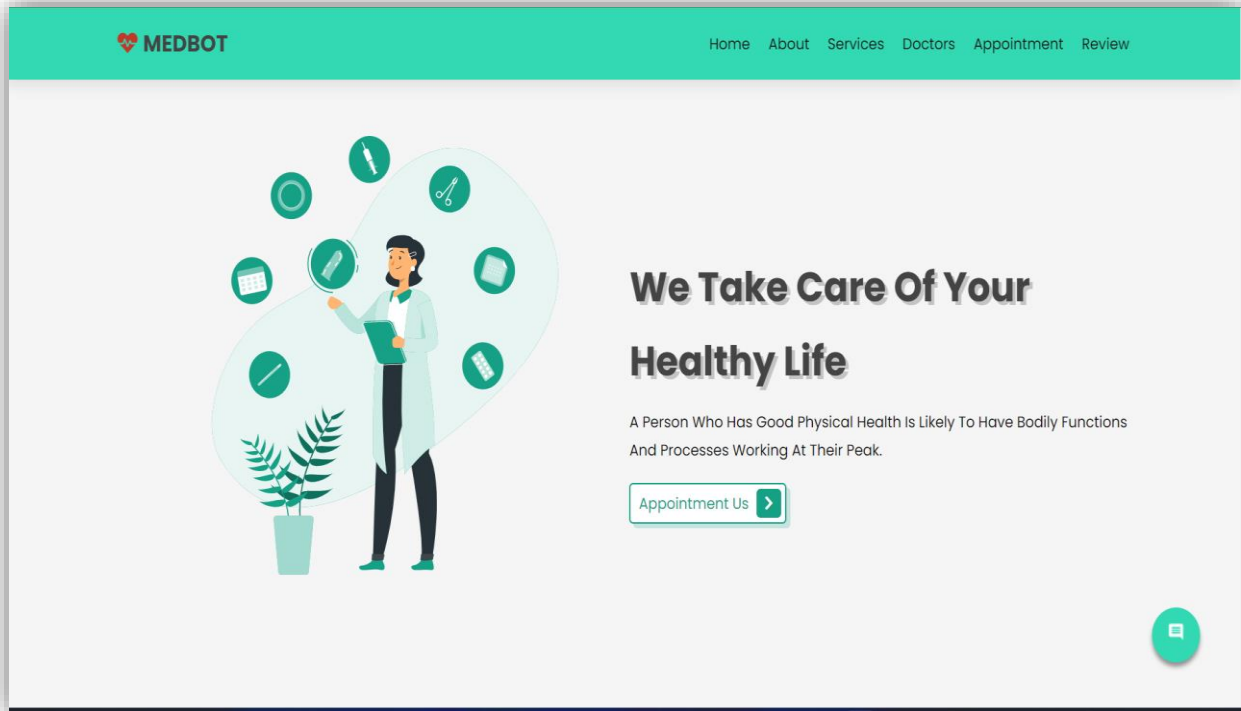 MEDBOT
Home About Services Doctors Appointment Review
We Take Care Of Your
Healthy Life
A Person Who Has Good Physical Health Is Likely To Have Bodily Functions
And Processes Working At Their Peak.
Appointment Us